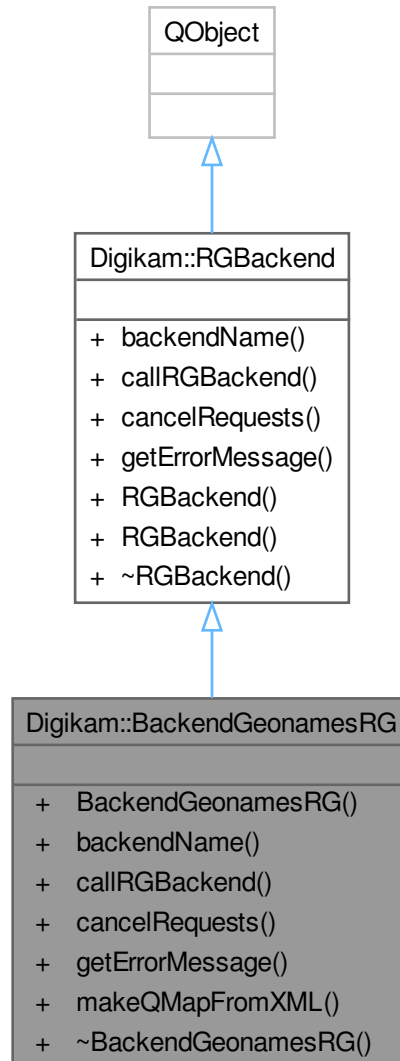 QObject
Digikam::RGBackend
+ backendName()
+ callRGBackend()
+ cancelRequests()
+ getErrorMessage()
+ RGBackend()
+ RGBackend()
+ ~RGBackend()
Digikam::BackendGeonamesRG
+ BackendGeonamesRG()
+ backendName()
+ callRGBackend()
+ cancelRequests()
+ getErrorMessage()
+ makeQMapFromXML()
+ ~BackendGeonamesRG()